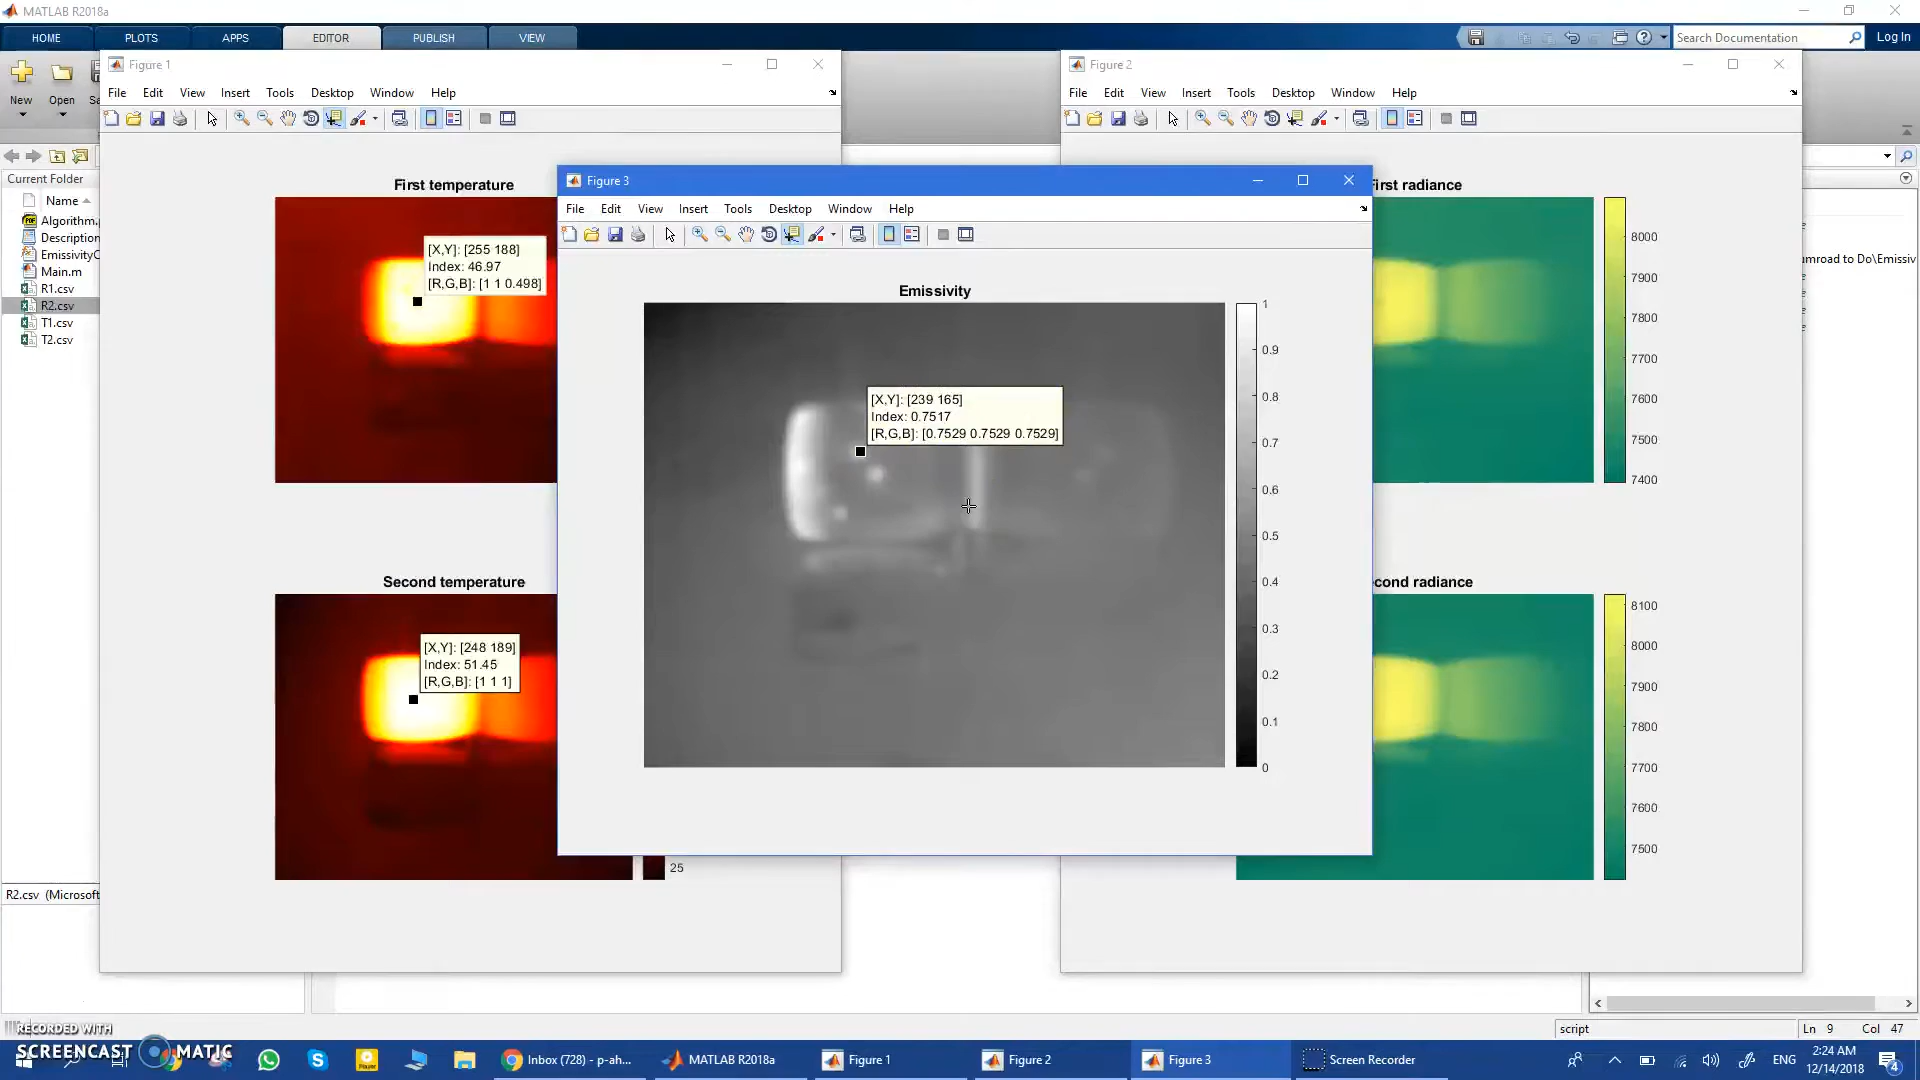 MATLAB R2018a
HOME
PLOTS
APPS
EDITOR
PUBLISH
VIEW
Search Documentation
Log In
New
Open
Current Folder
Name
Algorithm.
Description
Main.m
R1.csv
R2.csv
T1.csv
T2.csv
R2.csv (Microsoft
Figure 1
File Edit View Insert Tools Desktop Window Help
First temperature
[X,Y]: [255 188]
Index: 46.97
[R,G,B]: [1 1 0.498]
Second temperature
[X,Y]: [248 189]
Index: 51.45
[R,G,B]: [1 1 1]
25
Figure 3
File Edit View Insert Tools Desktop Window Help
Emissivity
[X,Y]: [239 165]
Index: 0.7517
[R,G,B]: [0.7529 0.7529 0.7529]
1
0.9
0.8
0.7
0.6
0.5
0.4
0.3
0.2
0.1
0
Figure 2
File Edit View Insert Tools Desktop Window Help
First radiance
8000
7900
7800
7700
7600
7500
7400
cond radiance
8100
8000
7900
7800
7700
7600
7500
umroad to Do\Emissiv
script
Ln 9 Col 47
RECORDED WITH
SCREENCAST MATIC
Inbox (728) - p-ah...
MATLAB R2018a
Figure 1
Figure 2
Figure 3
Screen Recorder
ENG
2:24 AM
12/14/2018
4